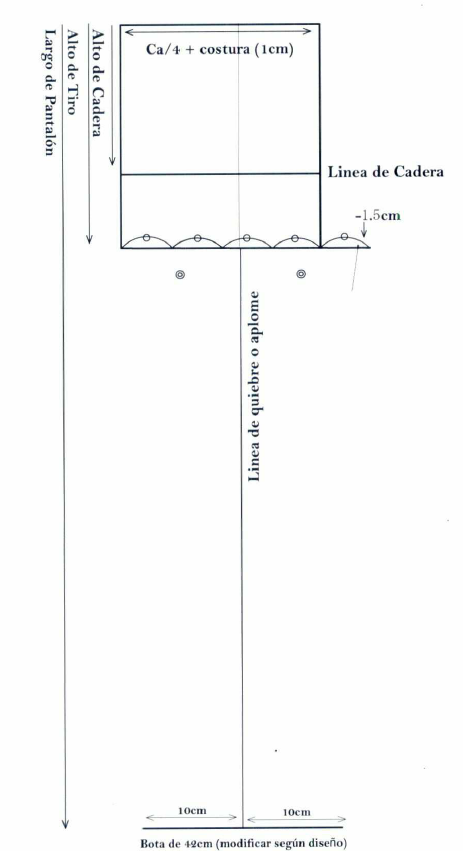 Ca/4 + costura (1cm)
Alto de Cadera
Alto de Tiro
Largo de Pantalón
Linea de Cadera
-1.5cm
Linea de quiebre o aplome
10cm
10cm
Bota de 42cm (modificar según diseño)